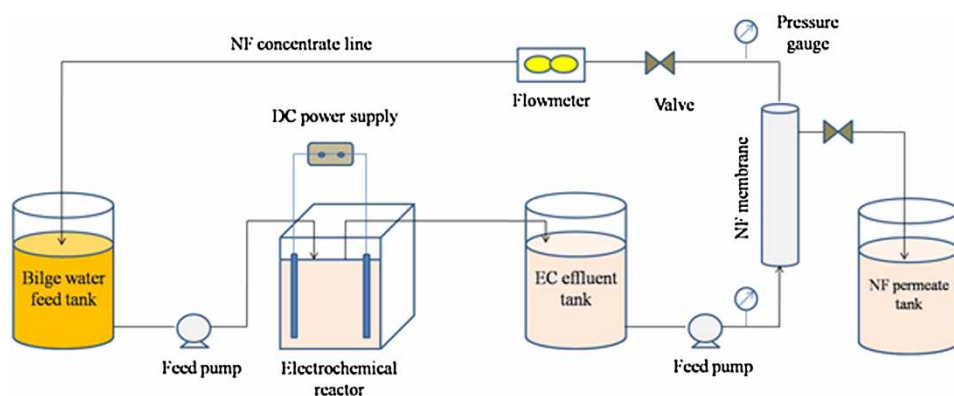 Pressure
gauge
NF concentrate line
Flowmeter
Valve
DC power supply
NF membrane
Bilge water
feed tank
EC effluent
tank
NF permeate
tank
Feed pump
Electrochemical
reactor
Feed pump